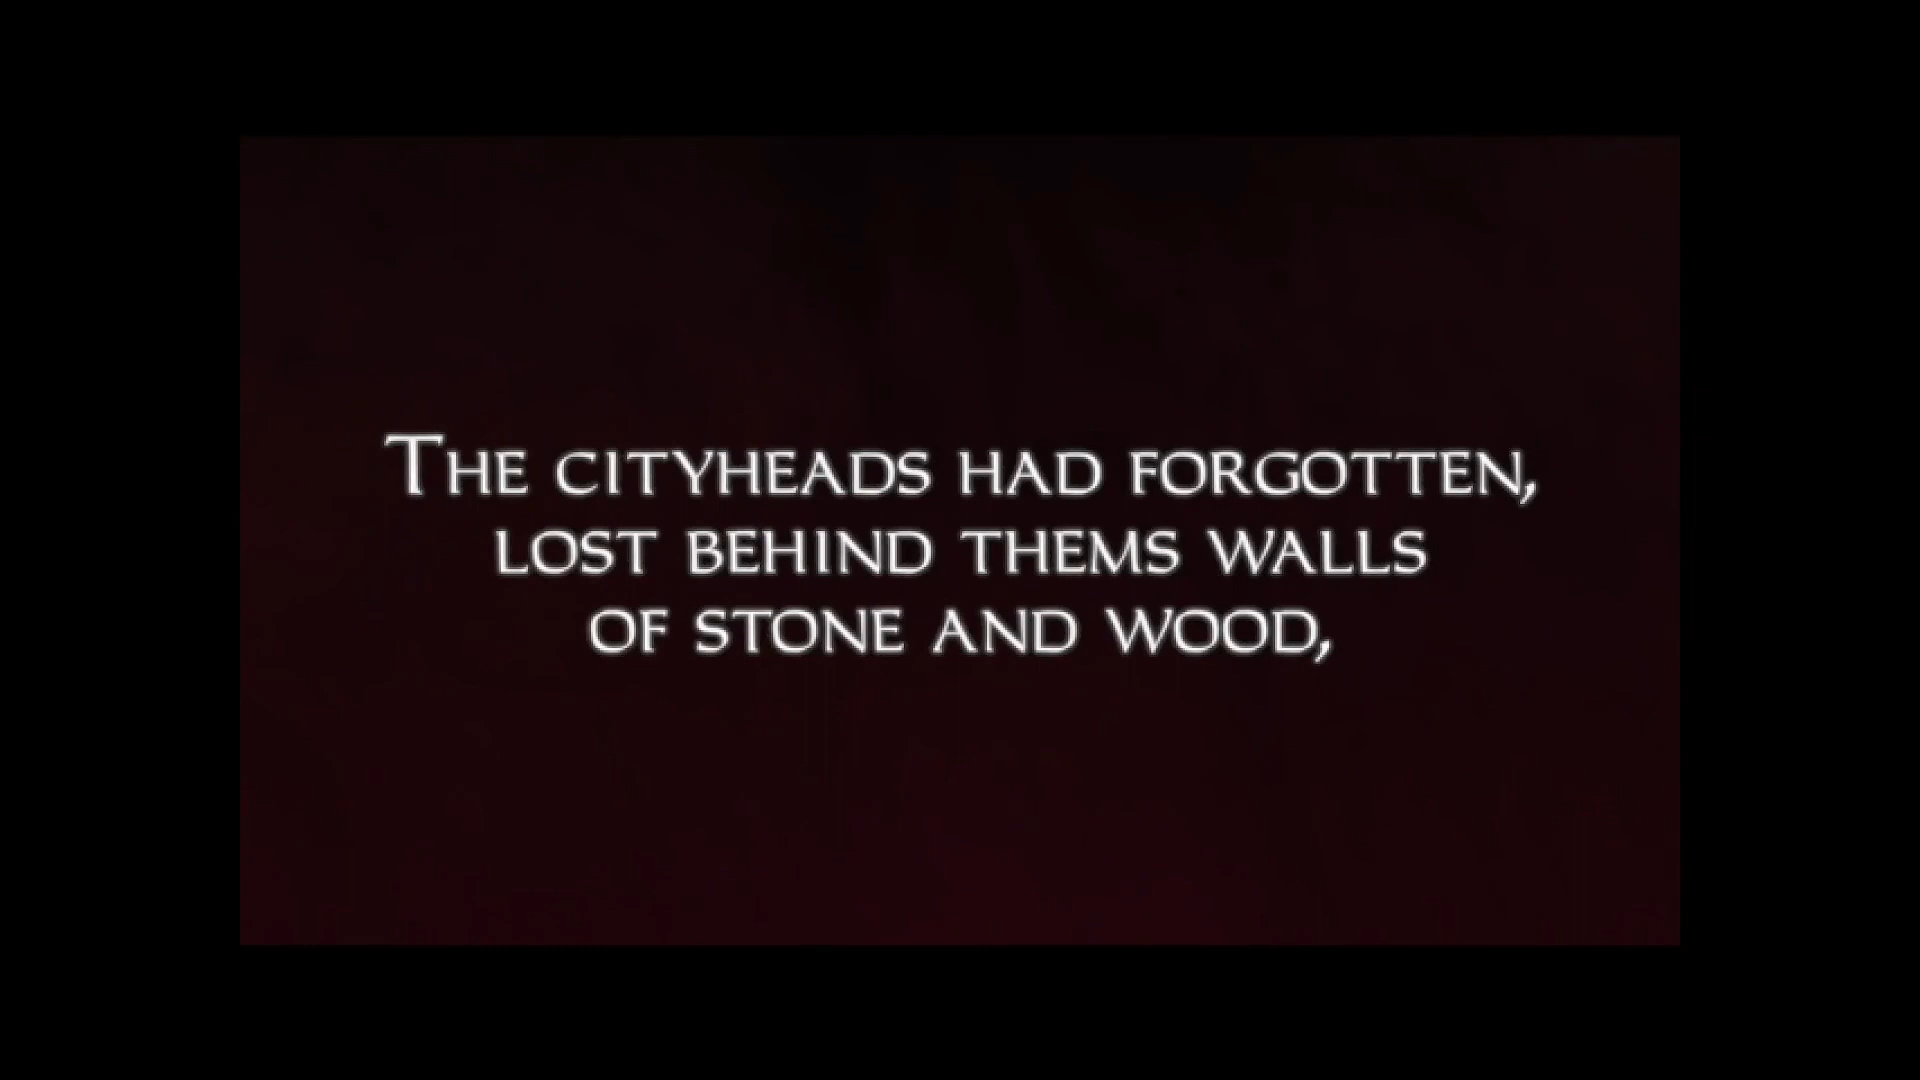 The cityheads had forgotten,
lost behind thems walls
of stone and wood,